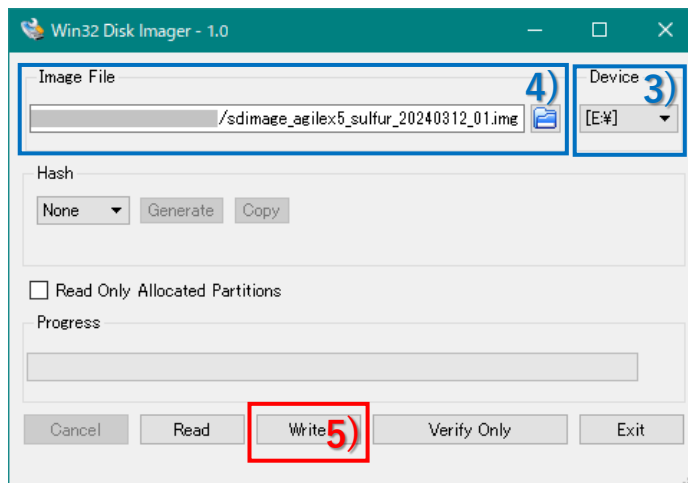 Win32 Disk Imager - 1.0
Image File
4)
Device
3)
/sdimage_agilex5_sulfur_20240312_01.img
[E:¥]
Hash
None
Generate
Copy
Read Only Allocated Partitions
Progress
Cancel
Read
Write
5)
Verify Only
Exit